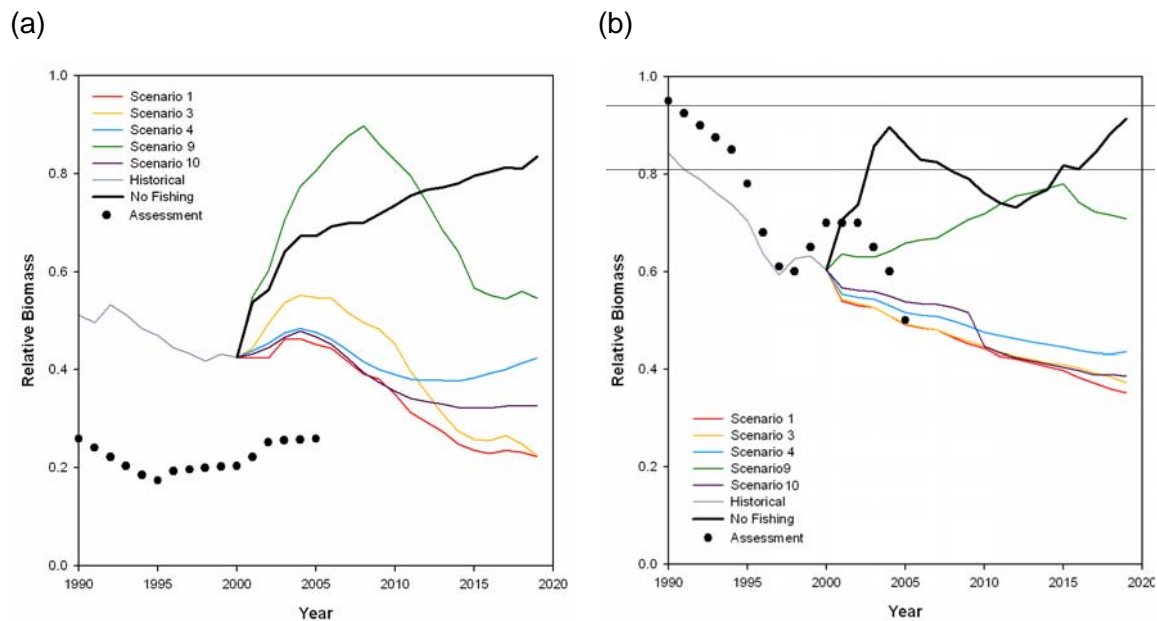 (a)
(b)
1.0
0.8
0.6
0.4
0.2
0.0
Relative Biomass
Scenario 1
Scenario 3
Scenario 4
Scenario 9
Scenario 10
Historical
No Fishing
Assessment
1990 1995 2000 2005 2010 2015 2020
Year
1.0
0.8
0.6
0.4
0.2
0.0
Relative Biomass
Scenario 1
Scenario 3
Scenario 4
Scenario9
Scenario 10
Historical
No Fishing
Assessment
1990 1995 2000 2005 2010 2015 2020
Year